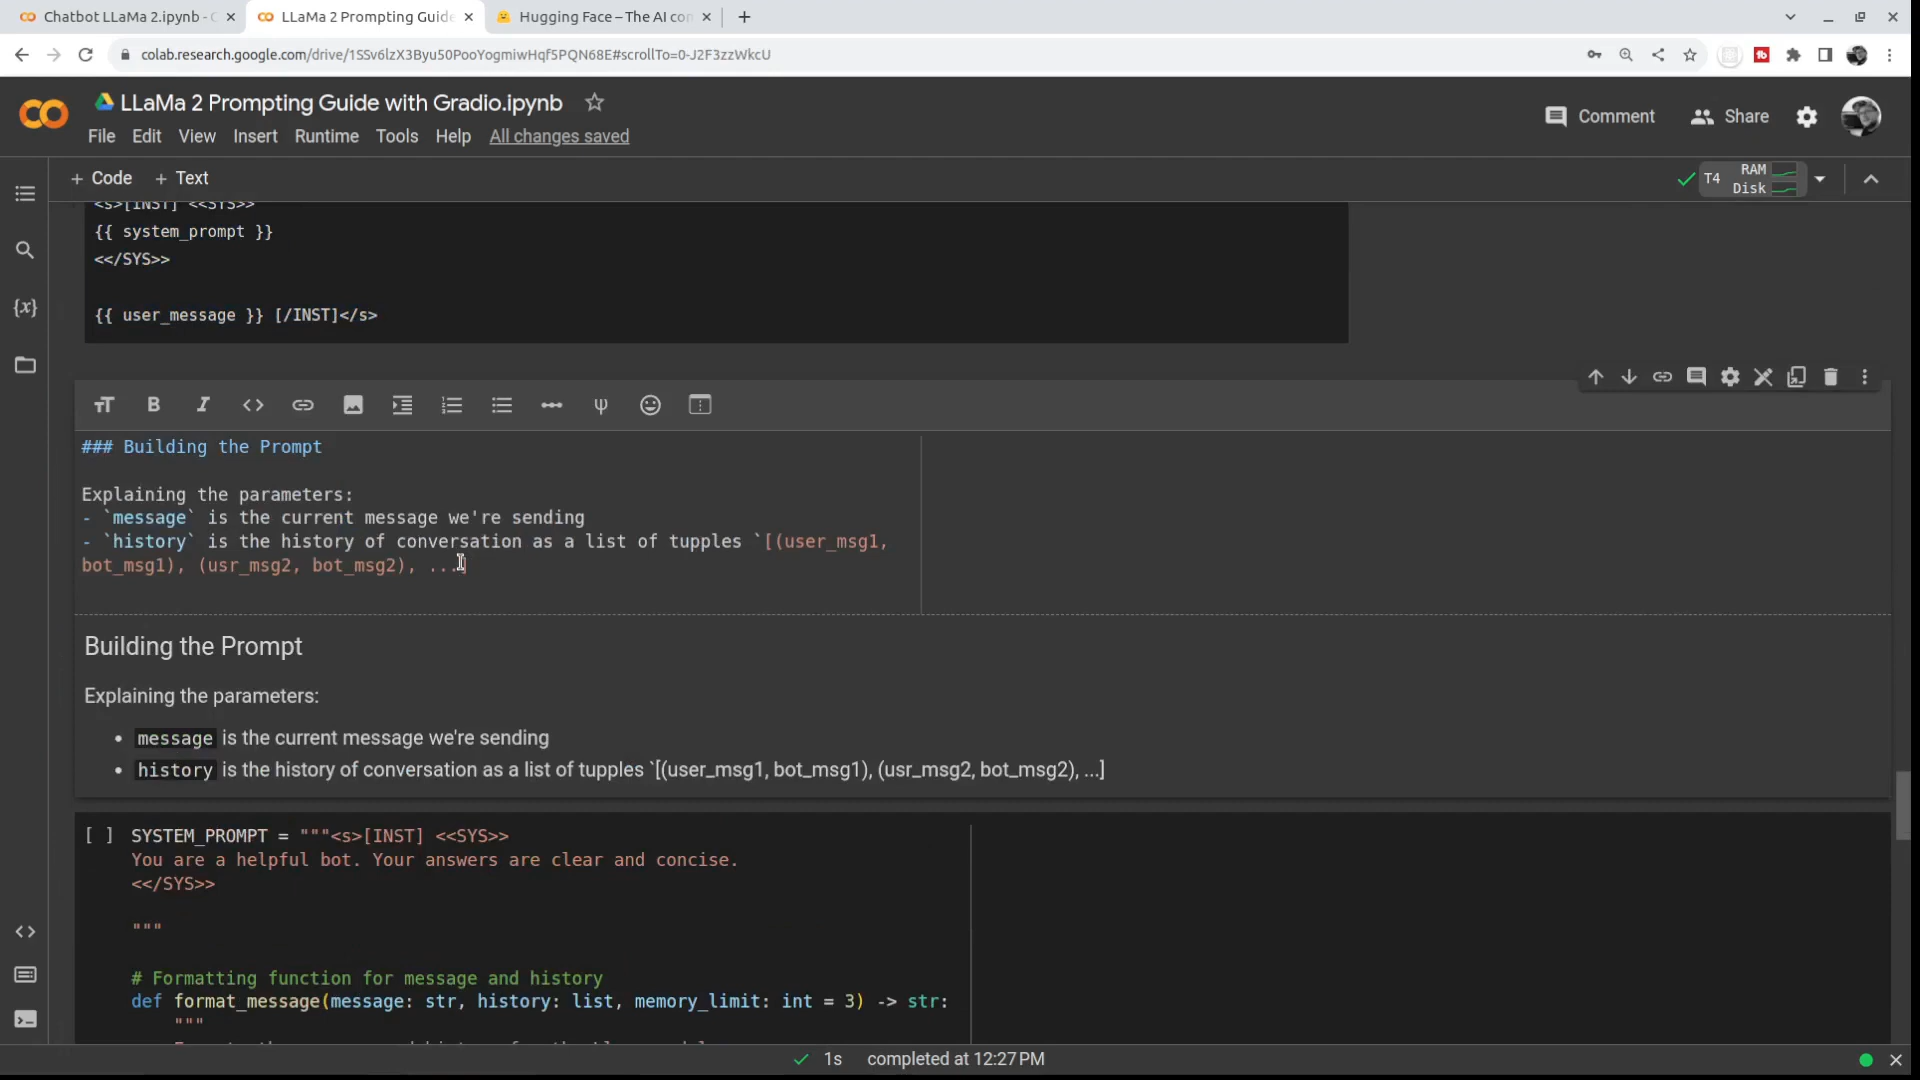 Chatbot LLaMa 2.ipynb - C
LLaMa 2 Prompting Guide
Hugging Face – The AI com
colab.research.google.com/drive/1SSv6lzX3Byu50PooYogmiwHqf5PQN68E#scrollTo=0-J2F3zzWkcU
LLaMa 2 Prompting Guide with Gradio.ipynb
Comment
Share
File Edit View Insert Runtime Tools Help All changes saved
+ Code + Text
T4 RAM
Disk
<s>[INST] <<SYS>>
{{ system_prompt }}
<</SYS>>
{{ user_message }} [/INST]</s>
### Building the Prompt
Explaining the parameters:
- `message` is the current message we're sending
- `history` is the history of conversation as a list of tupples `[(user_msg1,
bot_msg1), (usr_msg2, bot_msg2), ...]
Building the Prompt
Explaining the parameters:
• message is the current message we're sending
• history is the history of conversation as a list of tupples `[(user_msg1, bot_msg1), (usr_msg2, bot_msg2), ...]
[ ] SYSTEM_PROMPT = """<s>[INST] <<SYS>>
You are a helpful bot. Your answers are clear and concise.
<</SYS>>
"""
# Formatting function for message and history
def format_message(message: str, history: list, memory_limit: int = 3) -> str:
"""
1s completed at 12:27 PM